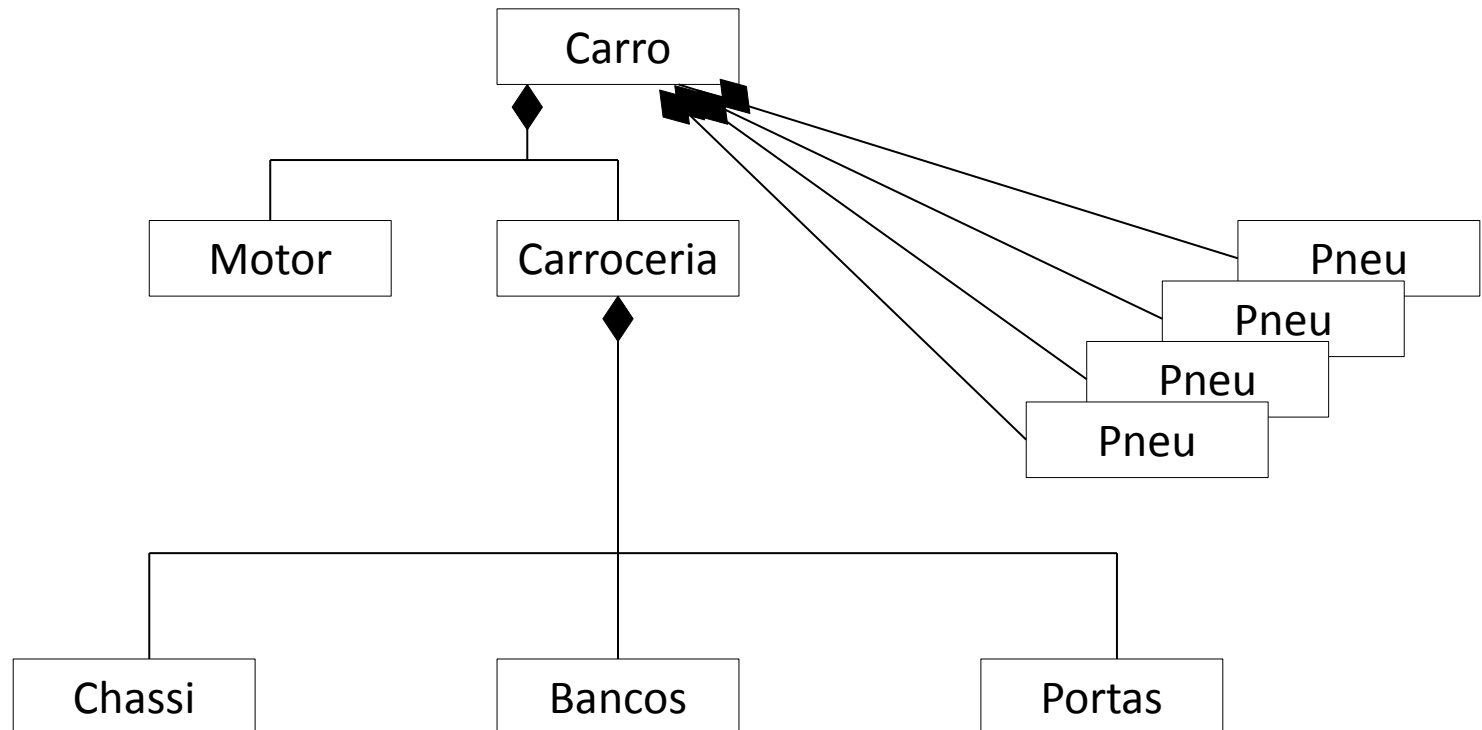 Carro
Motor
Carroceria
Pneu
Pneu
Pneu
Pneu
Chassi
Bancos
Portas